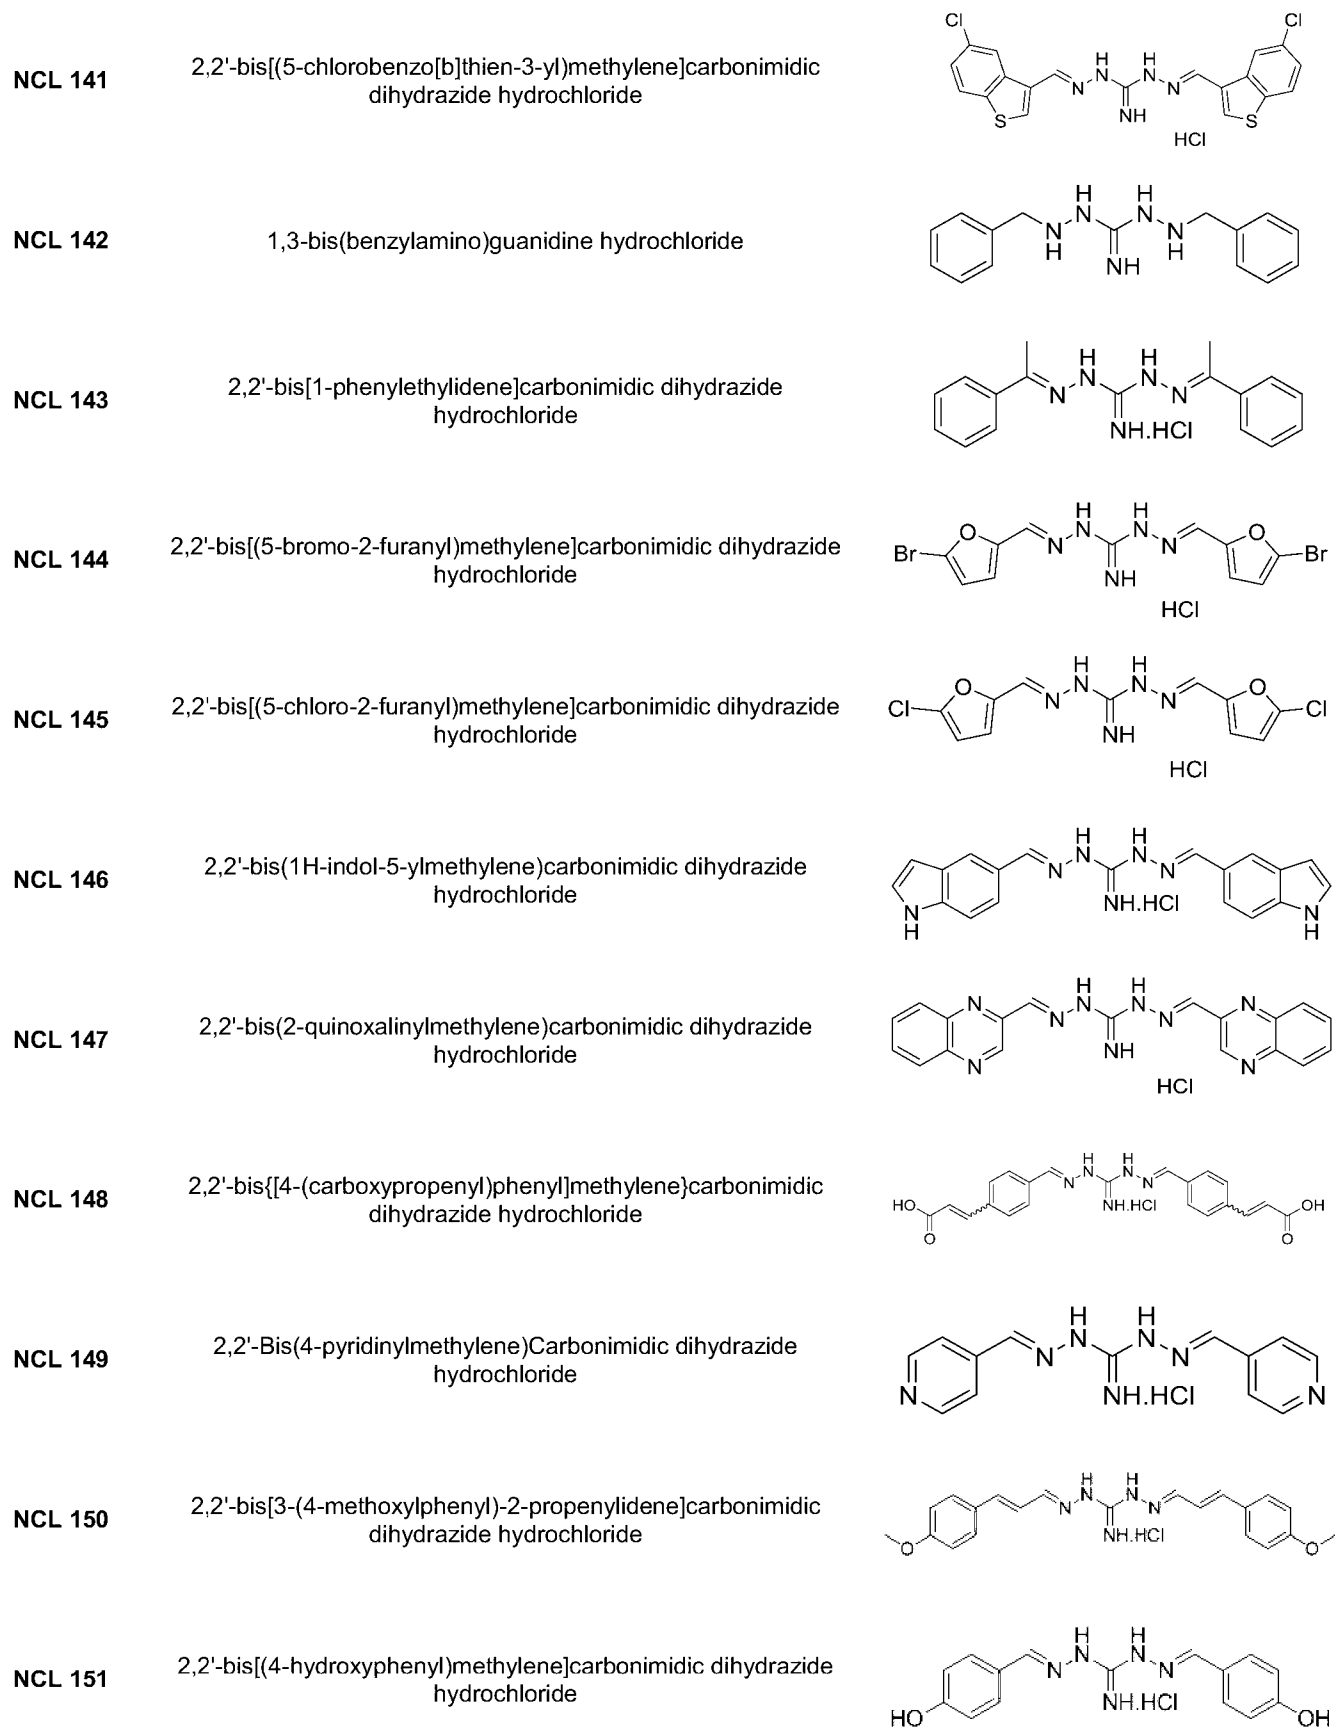 NCL 141
2,2'-bis[(5-chlorobenzo[b]thien-3-yl)methylene]carbonimidic
dihydrazide hydrochloride
Cl Cl
H H
N N
N N
NH
S S
HCl
NCL 142
1,3-bis(benzylamino)guanidine hydrochloride
H H
N N
N N
H H
NH
NCL 143
2,2'-bis[1-phenylethylidene]carbonimidic dihydrazide
hydrochloride
H H
N N
N N
NH.HCl
NCL 144
2,2'-bis[(5-bromo-2-furanyl)methylene]carbonimidic dihydrazide
hydrochloride
H H
O N N O
N N
Br Br
NH
HCl
NCL 145
2,2'-bis[(5-chloro-2-furanyl)methylene]carbonimidic dihydrazide
hydrochloride
H H
O N N O
N N
Cl Cl
NH
HCl
NCL 146
2,2'-bis(1H-indol-5-ylmethylene)carbonimidic dihydrazide
hydrochloride
H H
N N
N N
NH.HCl
N N
H H
NCL 147
2,2'-bis(2-quinoxalinylmethylene)carbonimidic dihydrazide
hydrochloride
H H
N N N N
N N
NH
N N
HCl
NCL 148
2,2'-bis{[4-(carboxypropenyl)phenyl]methylene}carbonimidic
dihydrazide hydrochloride
H H
N N
N N
HO NH.HCl OH
O O
NCL 149
2,2'-Bis(4-pyridinylmethylene)Carbonimidic dihydrazide
hydrochloride
H H
N N
N N
N NH.HCl N
NCL 150
2,2'-bis[3-(4-methoxylphenyl)-2-propenylidene]carbonimidic
dihydrazide hydrochloride
H H
N N
N N
NH.HCl
O O
NCL 151
2,2'-bis[(4-hydroxyphenyl)methylene]carbonimidic dihydrazide
hydrochloride
H H
N N
N N
NH.HCl
HO OH